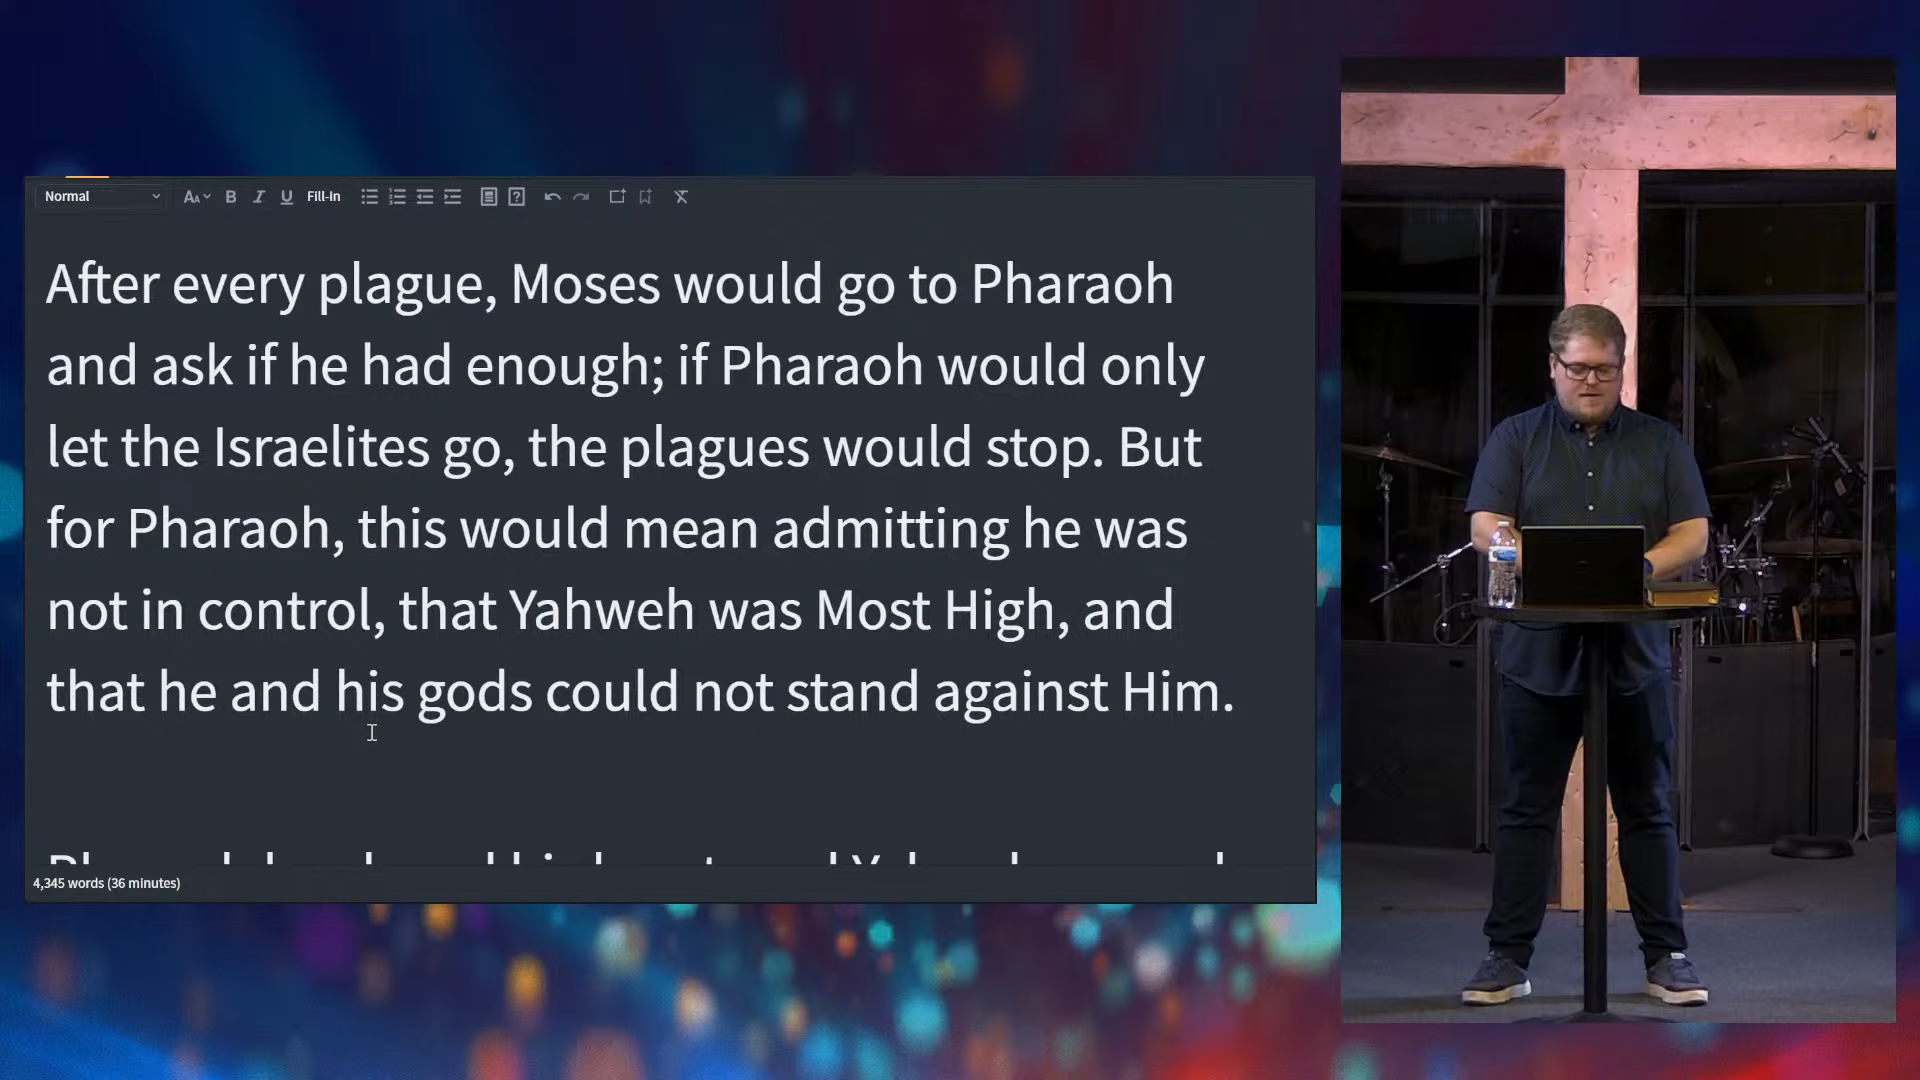 Normal
Fill-in
After every plague, Moses would go to Pharaoh
and ask if he had enough; if Pharaoh would only
let the Israelites go, the plagues would stop. But
for Pharaoh, this would mean admitting he was
not in control, that Yahweh was Most High, and
that he and his gods could not stand against Him.
4,345 words (36 minutes)